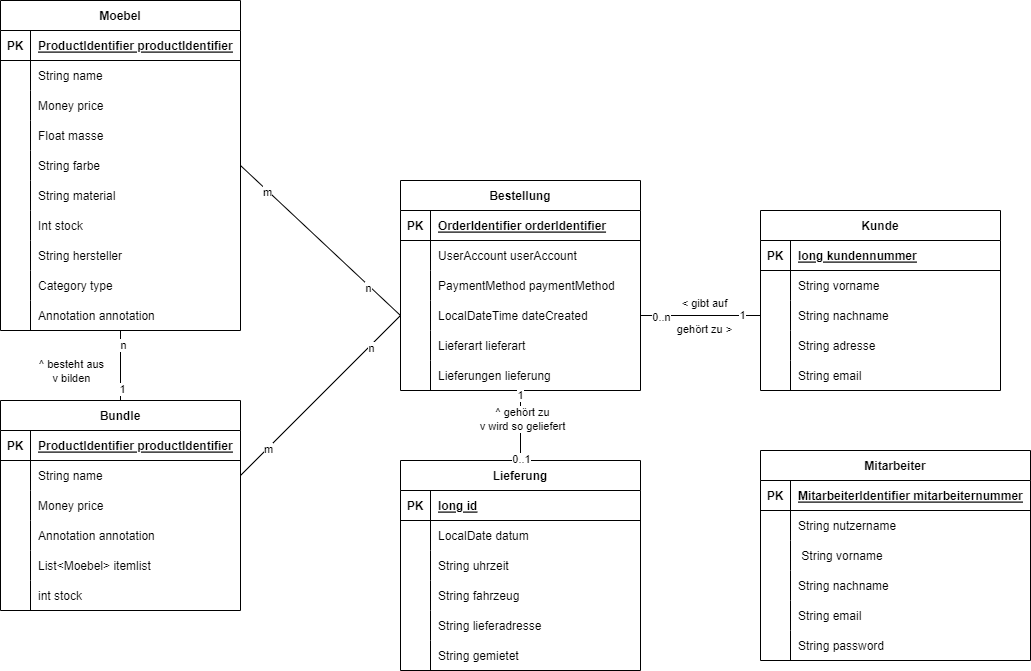 Moebel
PK ProductIdentifier productIdentifier
String name
Money price
Float masse
String farbe
String material
Int stock
String hersteller
Category type
Annotation annotation
m
n
n
^ besteht aus
v bilden
1
Bundle
PK ProductIdentifier productIdentifier
String name
Money price
Annotation annotation
List<Moebel> itemlist
int stock
n
m
Bestellung
PK OrderIdentifier orderIdentifier
UserAccount userAccount
PaymentMethod paymentMethod
LocalDateTime dateCreated
Lieferart lieferart
Lieferungen lieferung
< gibt auf
0..n 1
gehört zu >
Kunde
PK long kundennummer
String vorname
String nachname
String adresse
String email
1
^ gehört zu
v wird so geliefert
0..1
Lieferung
PK long id
LocalDate datum
String uhrzeit
String fahrzeug
String lieferadresse
String gemietet
Mitarbeiter
PK MitarbeiterIdentifier mitarbeiternummer
String nutzername
String vorname
String nachname
String email
String password